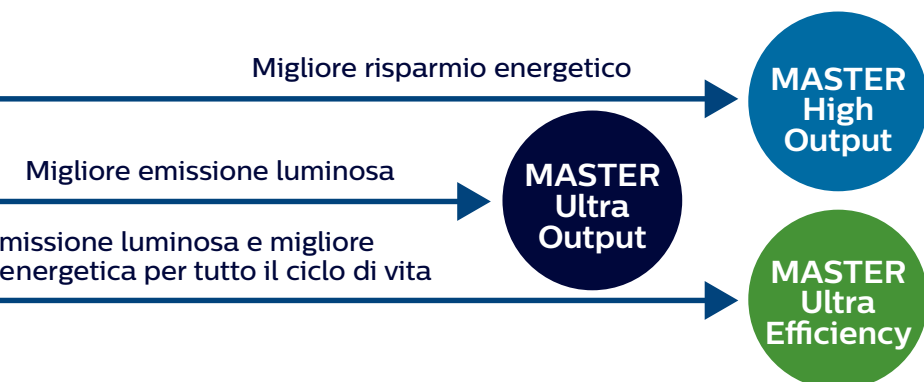 Migliore risparmio energetico
MASTER
High
Output
Migliore emissione luminosa
MASTER
Ultra
Output
missione luminosa e migliore
energetica per tutto il ciclo di vita
MASTER
Ultra
Efficiency